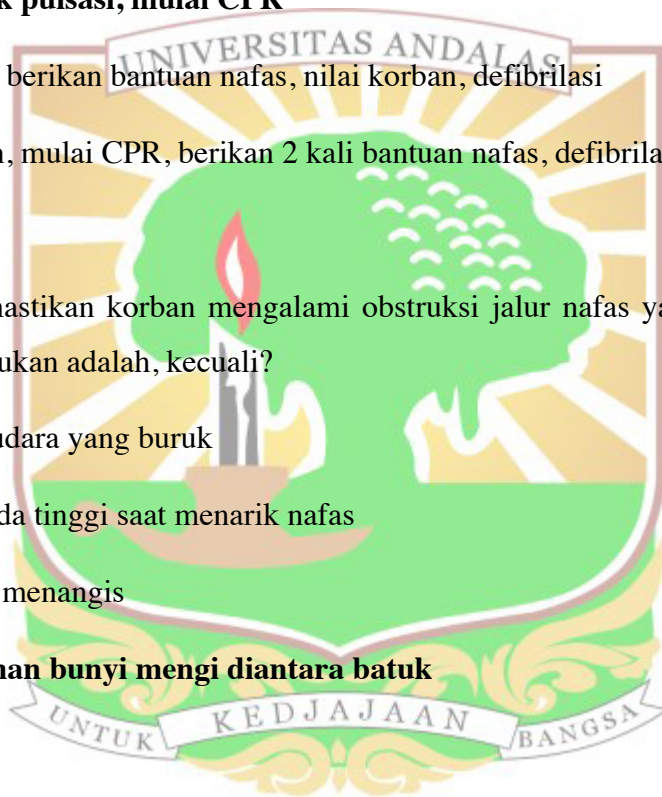 k pulsasi, mulai CPR
UNIVERSITAS ANDALAS
berikan bantuan nafas, nilai korban, defibrilasi
, mulai CPR, berikan 2 kali bantuan nafas, defibrila
astikan korban mengalami obstruksi jalur nafas ya
ukan adalah, kecuali?
udara yang buruk
da tinggi saat menarik nafas
menangis
nan bunyi mengi diantara batuk
UNTUK KEDJAJAAN BANGSA